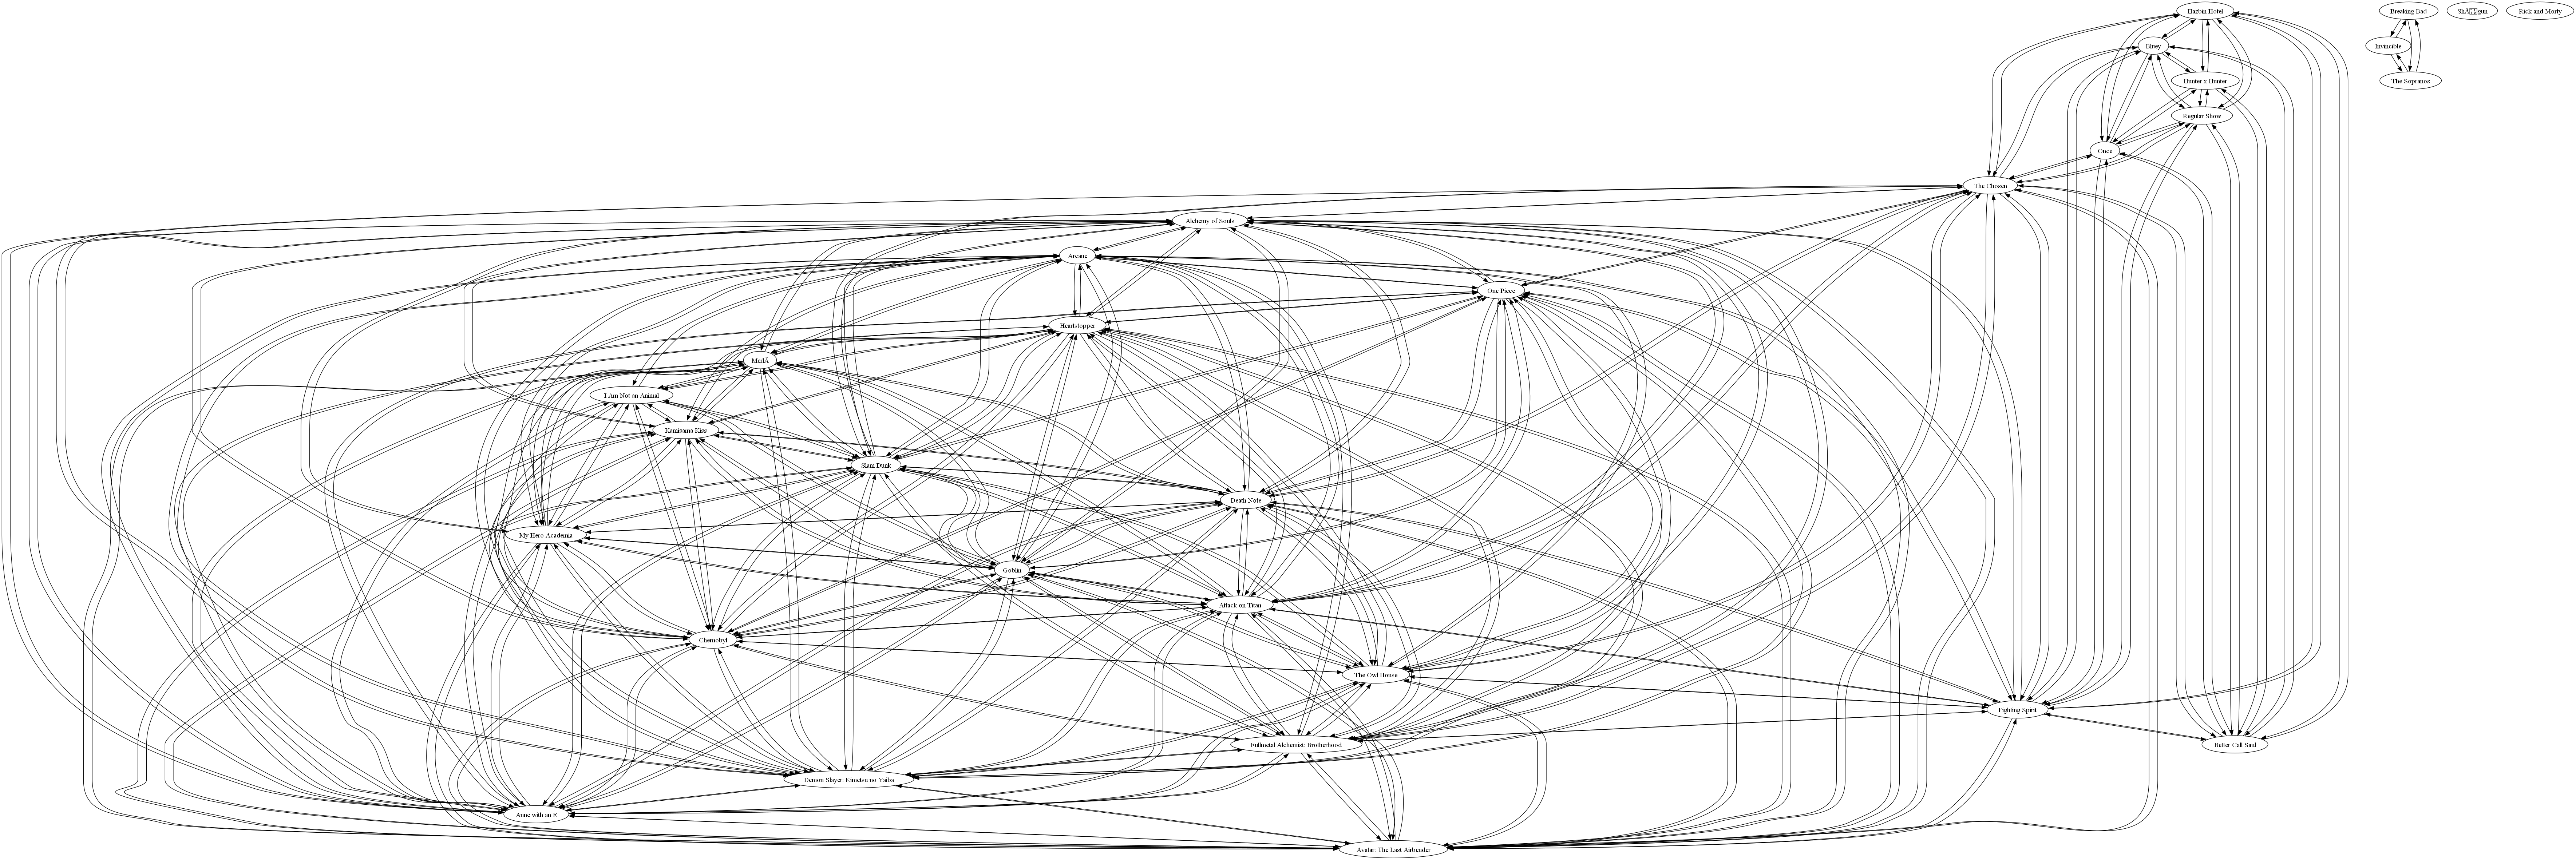 Hazbin Hotel
Breaking Bad
Rick and Morty
Bluey
Invincible
Hunter x Hunter
The Sopranos
Regular Show
Once
The Chosen
Alchemy of Souls
Arcane
One Piece
Heartstopper
MerlÃ
I Am Not an Animal
Kamisama Kiss
Slam Dunk
Death Note
My Hero Academia
Goblin
Attack on Titan
Chernobyl
The Owl House
Fighting Spirit
Fullmetal Alchemist: Brotherhood
Better Call Saul
Demon Slayer: Kimetsu no Yaiba
Anne with an E
Avatar: The Last Airbender